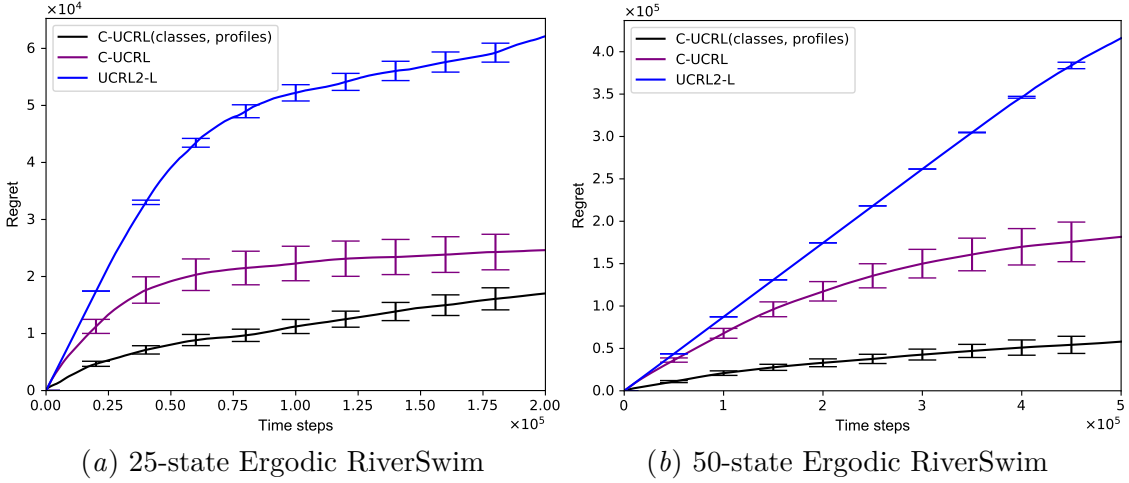 ×10⁴
6
5
4
3
2
1
0
Regret
C-UCRL(classes, profiles)
C-UCRL
UCRL2-L
0.00 0.25 0.50 0.75 1.00 1.25 1.50 1.75 2.00
Time steps
×10⁵
(a) 25-state Ergodic RiverSwim
×10⁵
4.0
3.5
3.0
2.5
2.0
1.5
1.0
0.5
0.0
Regret
C-UCRL(classes, profiles)
C-UCRL
UCRL2-L
0 1 2 3 4 5
Time steps
×10⁵
(b) 50-state Ergodic RiverSwim